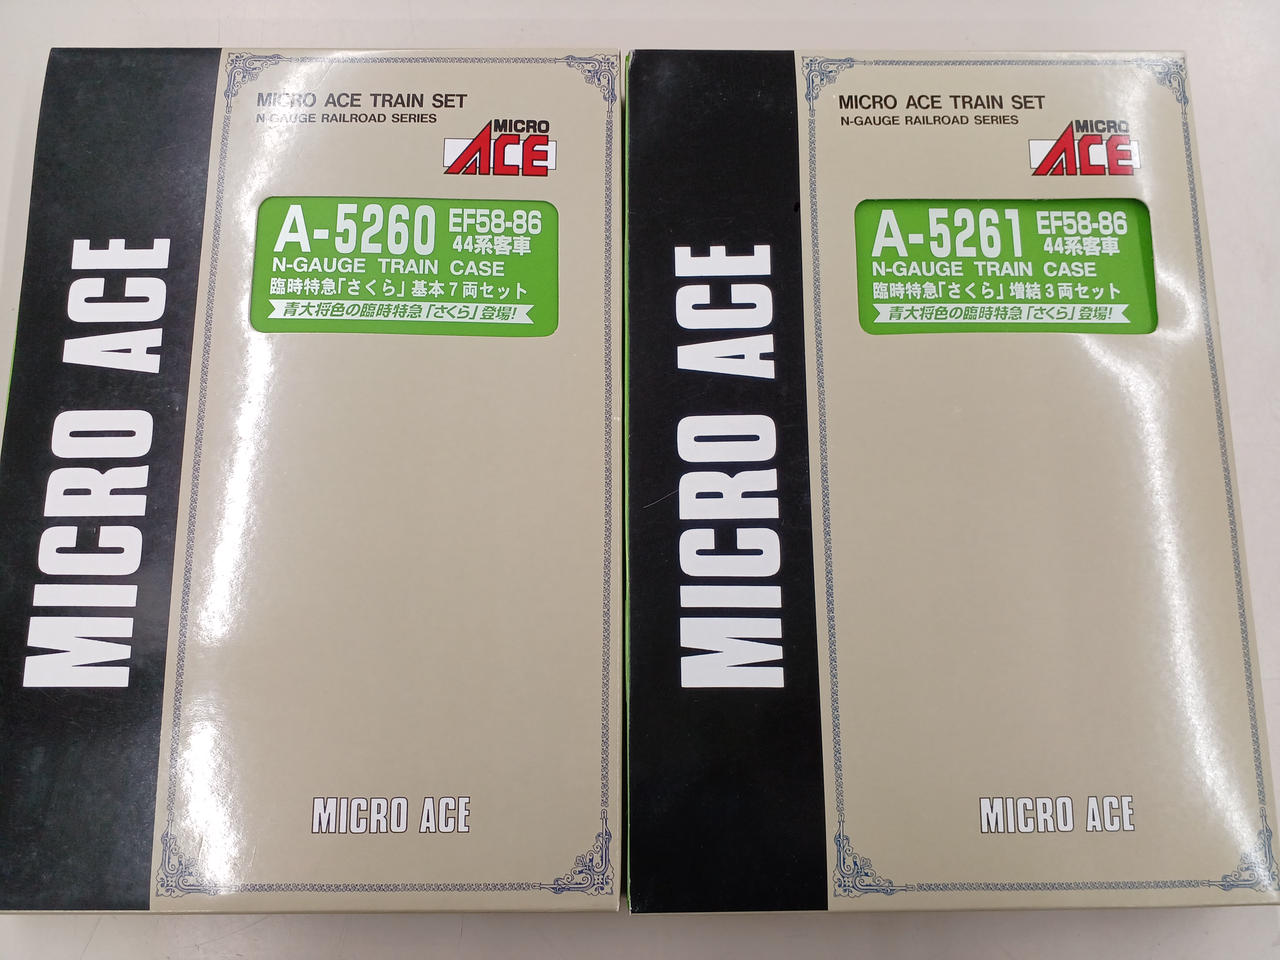 MICRO ACE
MICRO ACE TRAIN SET
N-GAUGE RAILROAD SERIES
MICRO
ACE
A-5260 EF58-86
44系客車
N-GAUGE TRAIN CASE
臨時特急「さくら」基本7両セット
青大将色の臨時特急「さくら」登場!
MICRO ACE
MICRO ACE
MICRO ACE TRAIN SET
N-GAUGE RAILROAD SERIES
MICRO
ACE
A-5261 EF58-86
44系客車
N-GAUGE TRAIN CASE
臨時特急「さくら」増結3両セット
青大将色の臨時特急「さくら」登場!
MICRO ACE